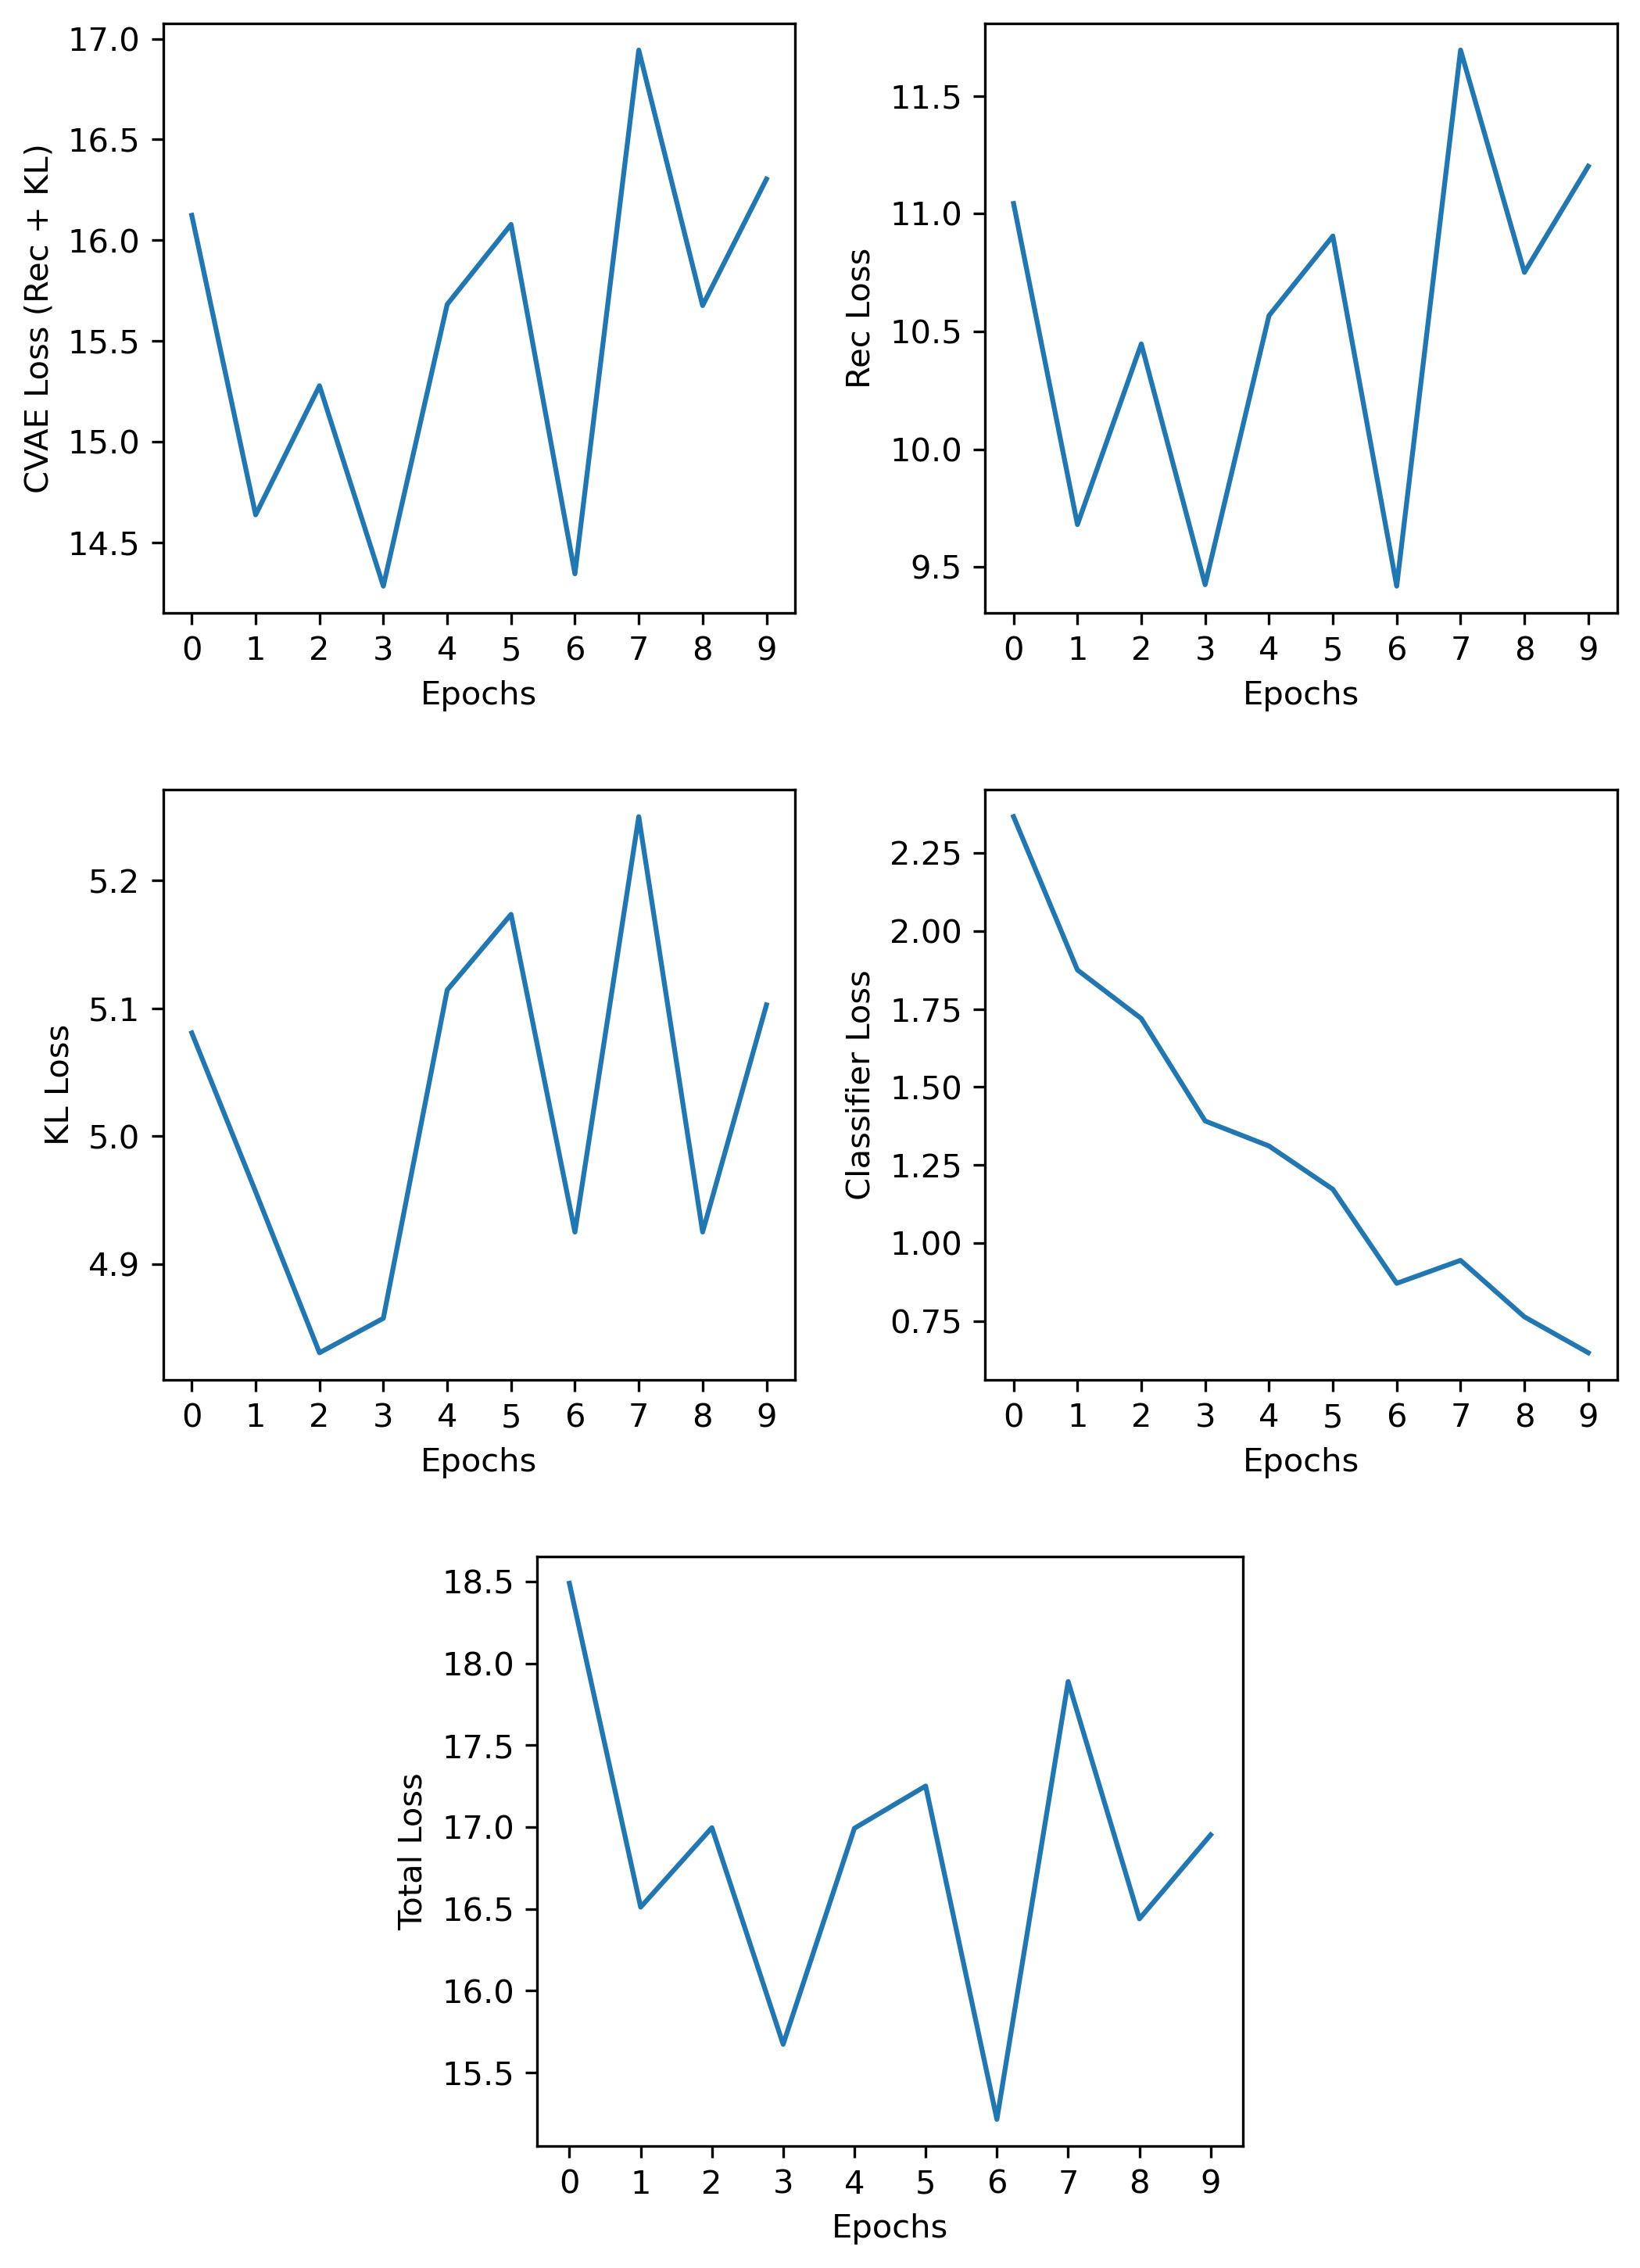 CVAE Loss (Rec + KL)
17.0
16.5
16.0
15.5
15.0
14.5
0 1 2 3 4 5 6 7 8 9
Epochs
Rec Loss
11.5
11.0
10.5
10.0
9.5
0 1 2 3 4 5 6 7 8 9
Epochs
KL Loss
5.2
5.1
5.0
4.9
0 1 2 3 4 5 6 7 8 9
Epochs
Classifier Loss
2.25
2.00
1.75
1.50
1.25
1.00
0.75
0 1 2 3 4 5 6 7 8 9
Epochs
Total Loss
18.5
18.0
17.5
17.0
16.5
16.0
15.5
0 1 2 3 4 5 6 7 8 9
Epochs